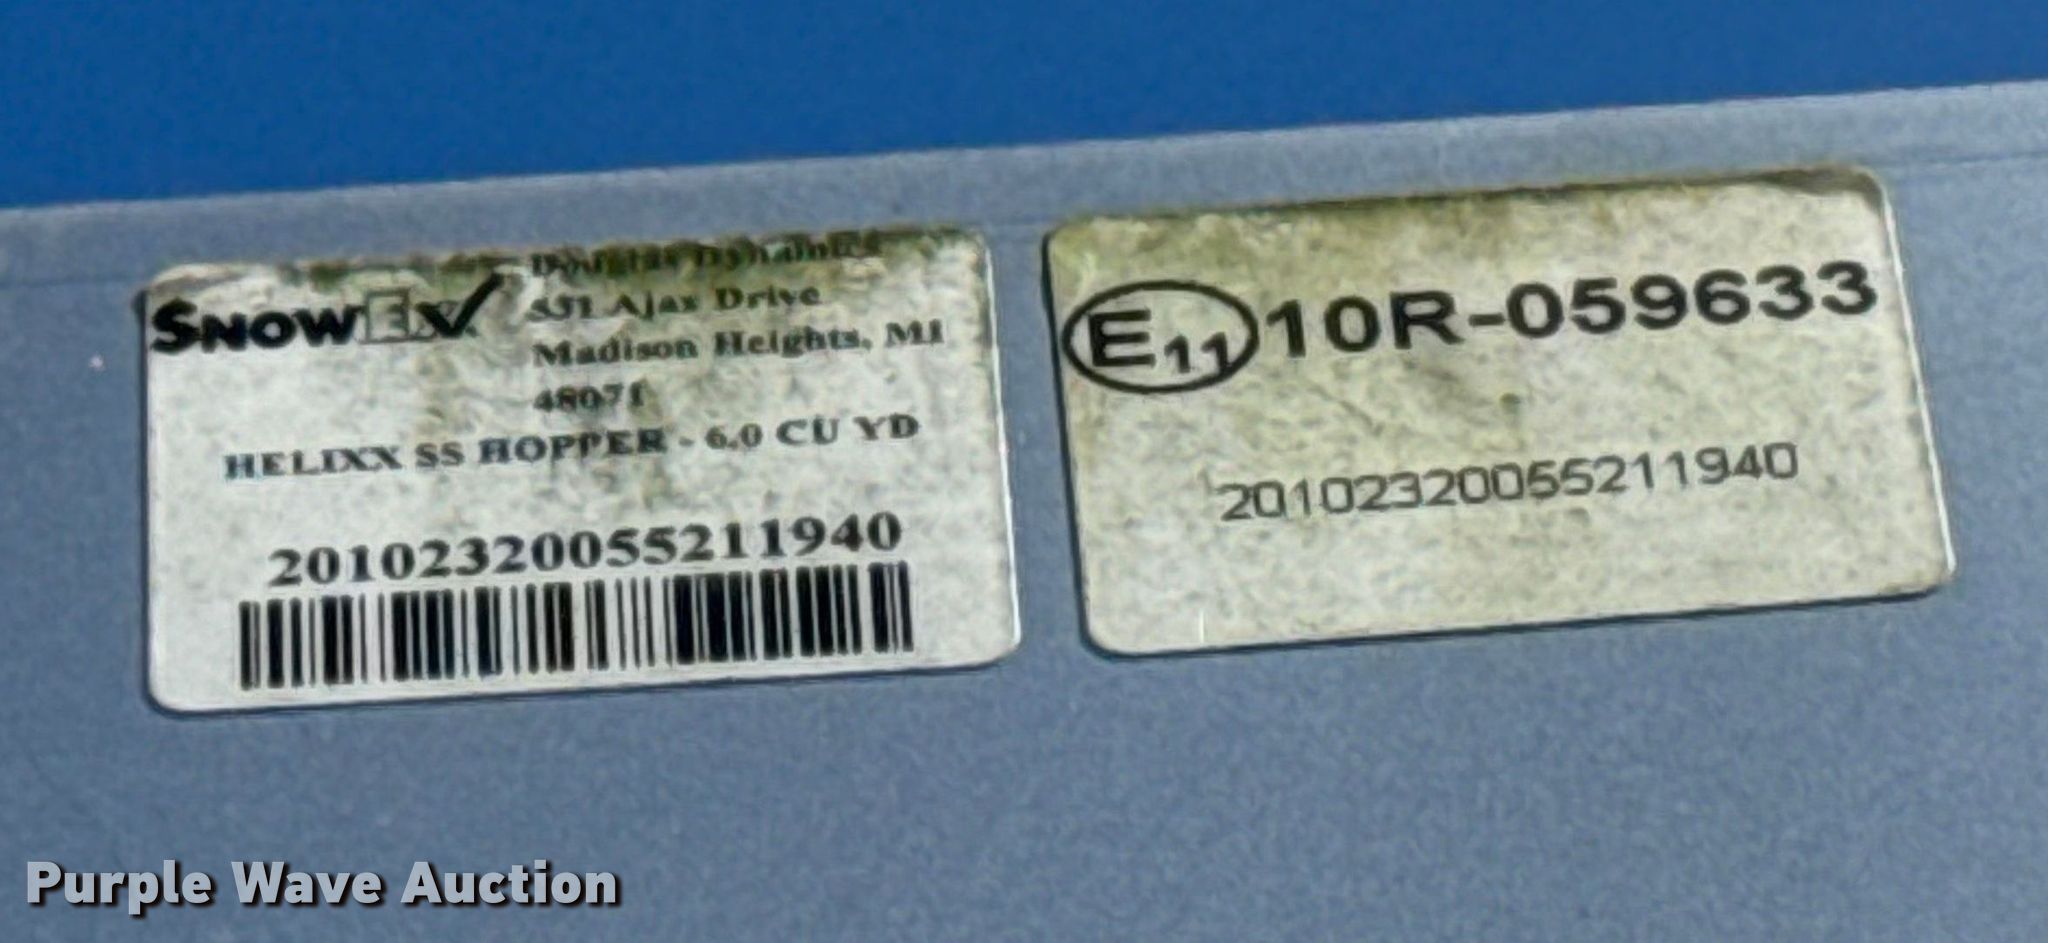 SNOWEX
Douglas Dynamics
531 Ajax Drive
Madison Heights, MI
48071
HELIXX SS HOPPER - 6.0 CU YD
20102320055211940
E11 10R-059633
20102320055211940
Purple Wave Auction